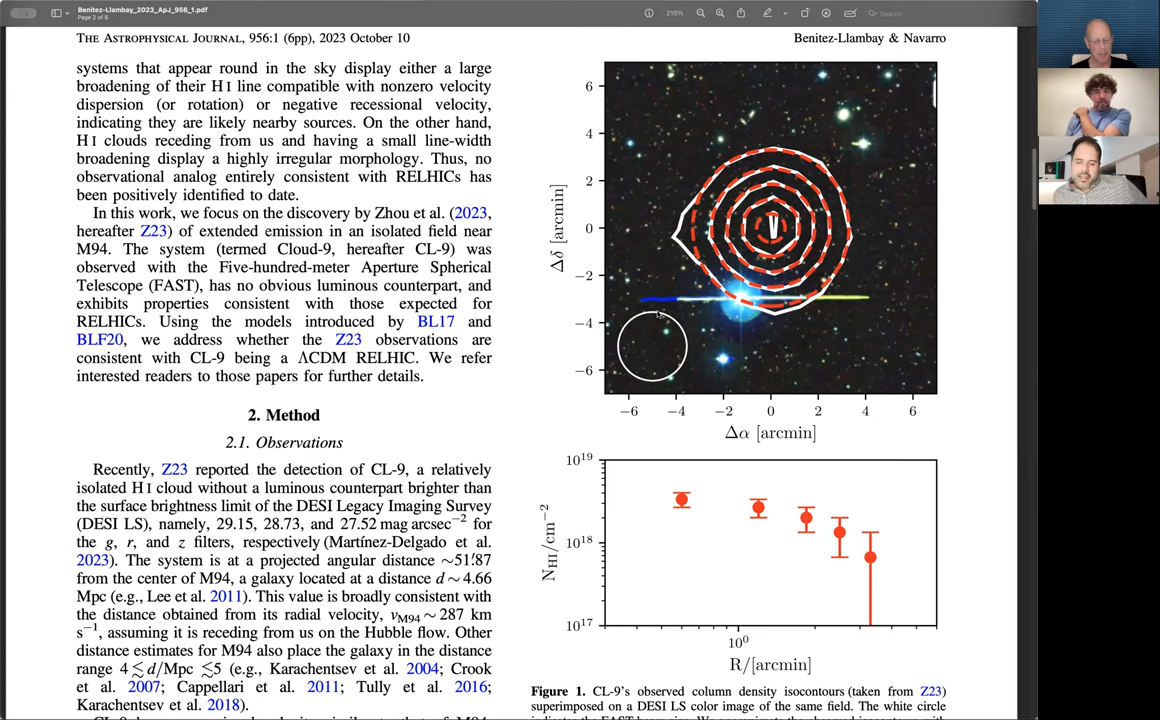 Benitez-Llambay_2023_ApJ_956_1.pdf
Page 2 of 6
216%
Search
THE ASTROPHYSICAL JOURNAL, 956:1 (6pp), 2023 October 10
Benitez-Llambay & Navarro
systems that appear round in the sky display either a large
broadening of their H I line compatible with nonzero velocity
dispersion (or rotation) or negative recessional velocity,
indicating they are likely nearby sources. On the other hand,
H I clouds receding from us and having a small line-width
broadening display a highly irregular morphology. Thus, no
observational analog entirely consistent with RELHICs has
been positively identified to date.
In this work, we focus on the discovery by Zhou et al. (2023,
hereafter Z23) of extended emission in an isolated field near
M94. The system (termed Cloud-9, hereafter CL-9) was
observed with the Five-hundred-meter Aperture Spherical
Telescope (FAST), has no obvious luminous counterpart, and
exhibits properties consistent with those expected for
RELHICs. Using the models introduced by BL17 and
BLF20, we address whether the Z23 observations are
consistent with CL-9 being a ΛCDM RELHIC. We refer
interested readers to those papers for further details.
2. Method
2.1. Observations
Recently, Z23 reported the detection of CL-9, a relatively
isolated H I cloud without a luminous counterpart brighter than
the surface brightness limit of the DESI Legacy Imaging Survey
(DESI LS), namely, 29.15, 28.73, and 27.52 mag arcsec⁻² for
the g, r, and z filters, respectively (Martínez-Delgado et al.
2023). The system is at a projected angular distance ~51.′87
from the center of M94, a galaxy located at a distance d ~ 4.66
Mpc (e.g., Lee et al. 2011). This value is broadly consistent with
the distance obtained from its radial velocity, vM94 ~ 287 km
s⁻¹, assuming it is receding from us on the Hubble flow. Other
distance estimates for M94 also place the galaxy in the distance
range 4 ≲ d/Mpc ≲5 (e.g., Karachentsev et al. 2004; Crook
et al. 2007; Cappellari et al. 2011; Tully et al. 2016;
Karachentsev et al. 2018).
6
4
2
0
−2
−4
−6
Δδ [arcmin]
−6 −4 −2 0 2 4 6
Δα [arcmin]
10¹⁹
10¹⁸
10¹⁷
NHI/cm⁻²
10⁰
R/[arcmin]
Figure 1. CL-9's observed column density isocontours (taken from Z23)
superimposed on a DESI LS color image of the same field. The white circle